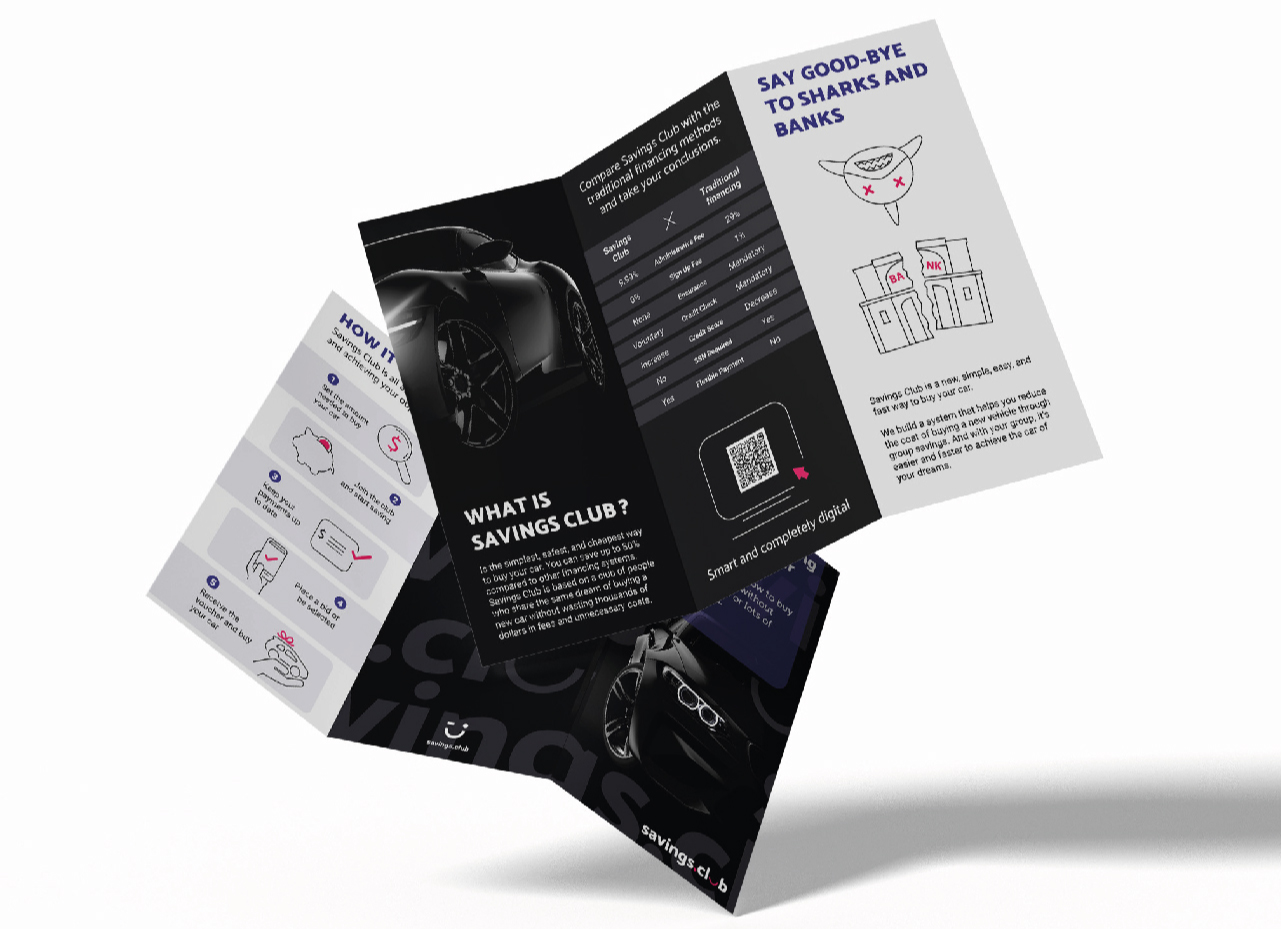 WHAT IS
SAVINGS CLUB ?
Is the simplest, safest, and cheapest way
to buy your car. You can save up to 50%
compared to other financing systems.
Savings Club is based on a club of people
who share the same dream of buying a
new car without wasting thousands of
dollars in fees and unnecessary costs.
Compare Savings Club with the
traditional financing methods
and take your conclusions.
Savings
Club
Traditional
financing
Administrative Fee 29%
0% Sign Up Fee 1%
None Insurance Mandatory
Voluntary Credit Check Mandatory
Increase Credit Score Decrease
No SSN Required Yes
Yes Flexible Payment No
Smart and completely digital
SAY GOOD-BYE
TO SHARKS AND
BANKS
BA NK
Savings Club is a new, simple, easy, and
fast way to buy your car.
We build a system that helps you reduce
the cost of buying a new vehicle through
group savings. And with your group, it's
easier and faster to achieve the car of
your dreams.
HOW IT
Savings Club is all
and achieving your
1
Set the amount
needed to buy
your car
$
2
Join the club
and start saving
3
Keep your
payments up
to date
$
4
Place a bid or
be selected
5
Receive the
voucher and buy
your car
savings.club
to buy
without
or lots of
vings
savings.club